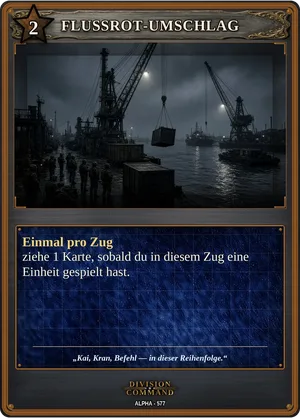 2
FLUSSROT-UMSCHLAG
Einmal pro Zug
ziehe 1 Karte, sobald du in diesem Zug eine
Einheit gespielt hast.
„Kai, Kran, Befehl — in dieser Reihenfolge.“
DIVISION
COMMAND
ALPHA - 577